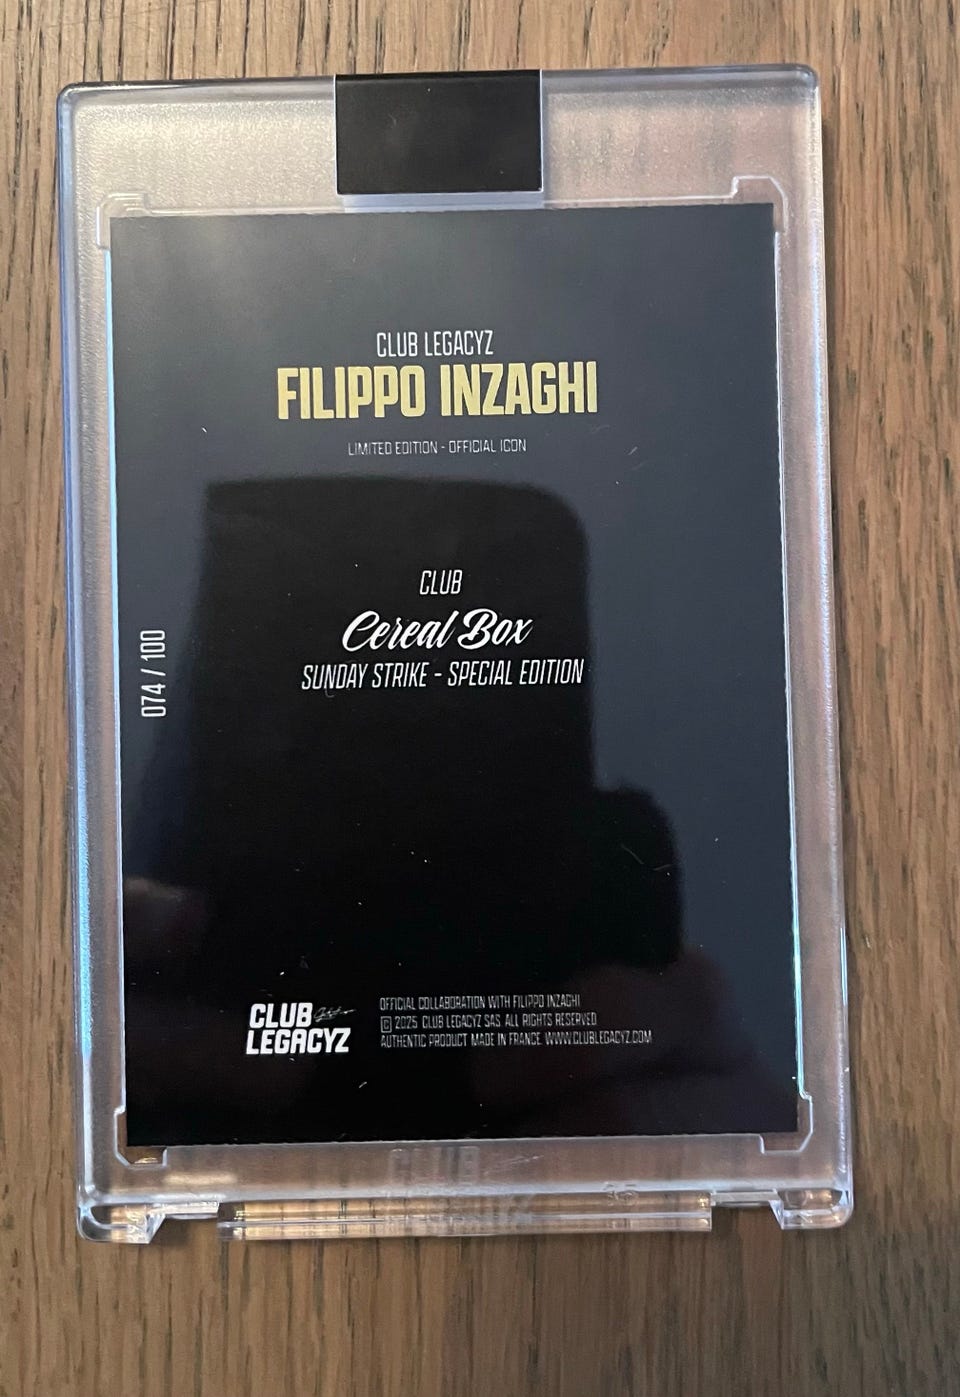 CLUB LEGACYZ
FILIPPO INZAGHI
LIMITED EDITION - OFFICIAL ICON
CLUB
Cereal Box
SUNDAY STRIKE - SPECIAL EDITION
074 / 100
CLUB
LEGACYZ
OFFICIAL COLLABORATION WITH FILIPPO INZAGHI
© 2025 CLUB LEGACYZ SAS. ALL RIGHTS RESERVED
AUTHENTIC PRODUCT MADE IN FRANCE. WWW.CLUBLEGACYZ.COM
CLUB